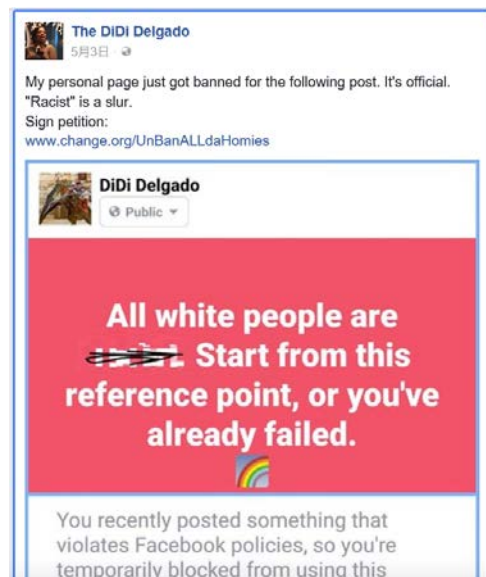 The DiDi Delgado
5月3日
My personal page just got banned for the following post. It's official.
"Racist" is a slur.
Sign petition:
www.change.org/UnBanALLdaHomies
DiDi Delgado
Public
All white people are
Start from this
reference point, or you've
already failed.
You recently posted something that
violates Facebook policies, so you're
temporarily blocked from using this